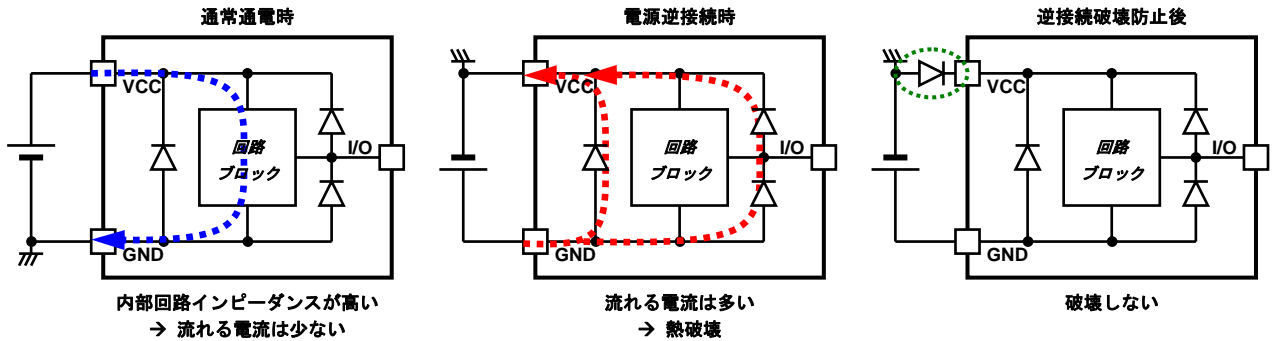 通常通電時
VCC
回路
ブロック
I/O
GND
内部回路インピーダンスが高い
→ 流れる電流は少ない
電源逆接続時
VCC
回路
ブロック
I/O
GND
流れる電流は多い
→ 熱破壊
逆接続破壊防止後
VCC
回路
ブロック
I/O
GND
破壊しない